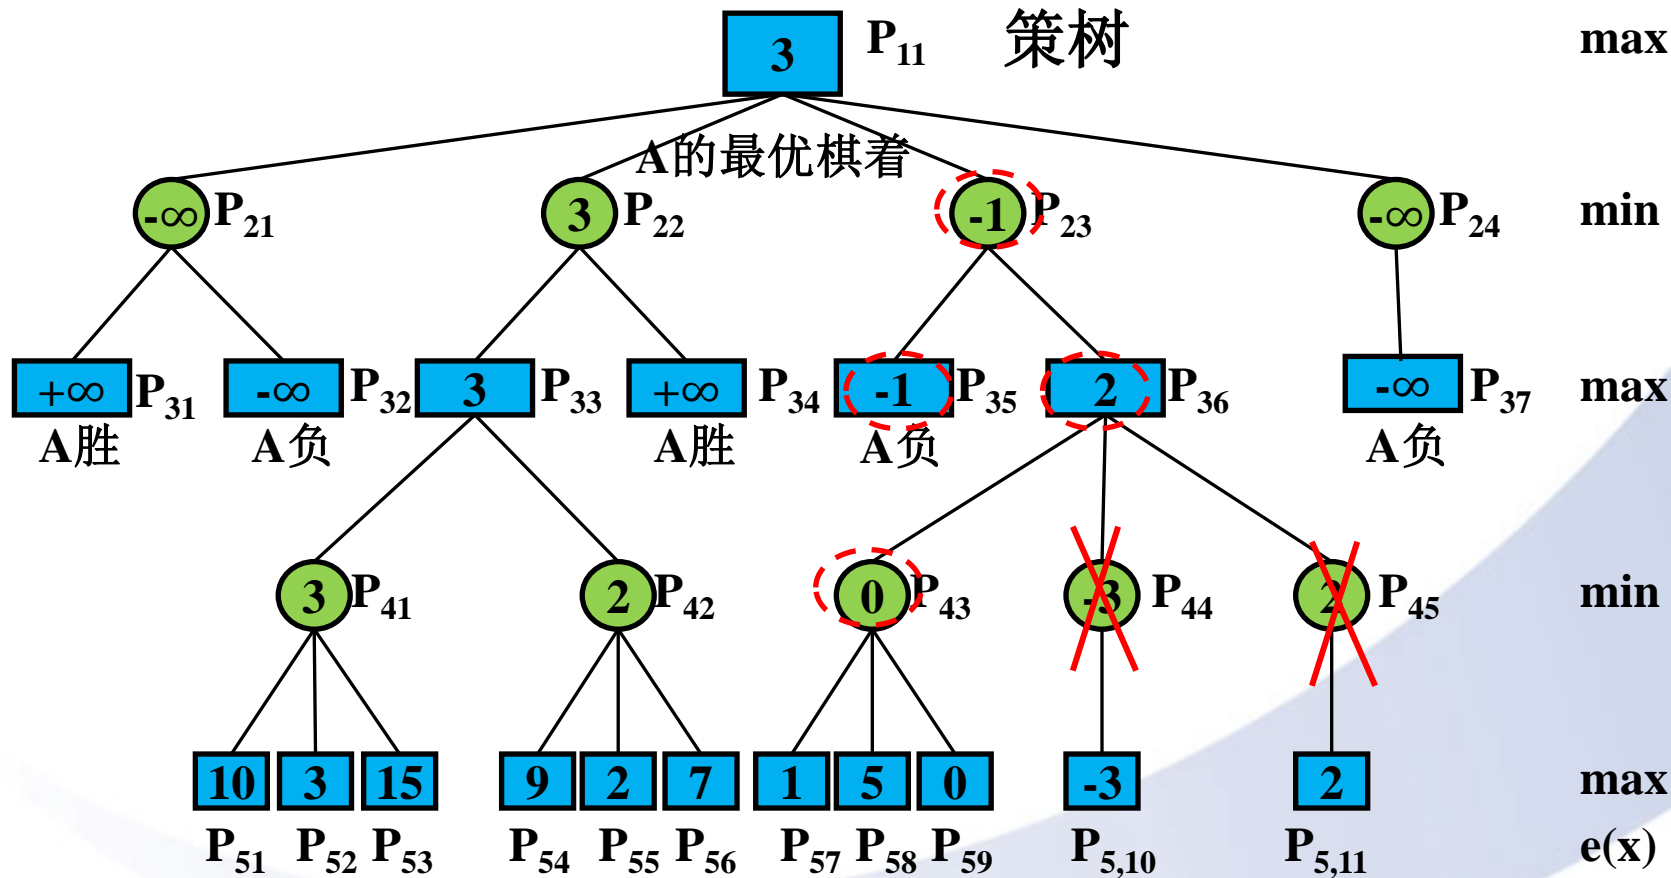 3 P11 策树 max
A的最优棋着
-∞ P21 3 P22 -1 P23 -∞ P24 min
+∞ P31 -∞ P32 3 P33 +∞ P34 -1 P35 2 P36 -∞ P37 max
A胜 A负 A胜 A负 A负
3 P41 2 P42 0 P43 -3 P44 2 P45 min
10 3 15 9 2 7 1 5 0 -3 2 max
P51 P52 P53 P54 P55 P56 P57 P58 P59 P5,10 P5,11 e(x)